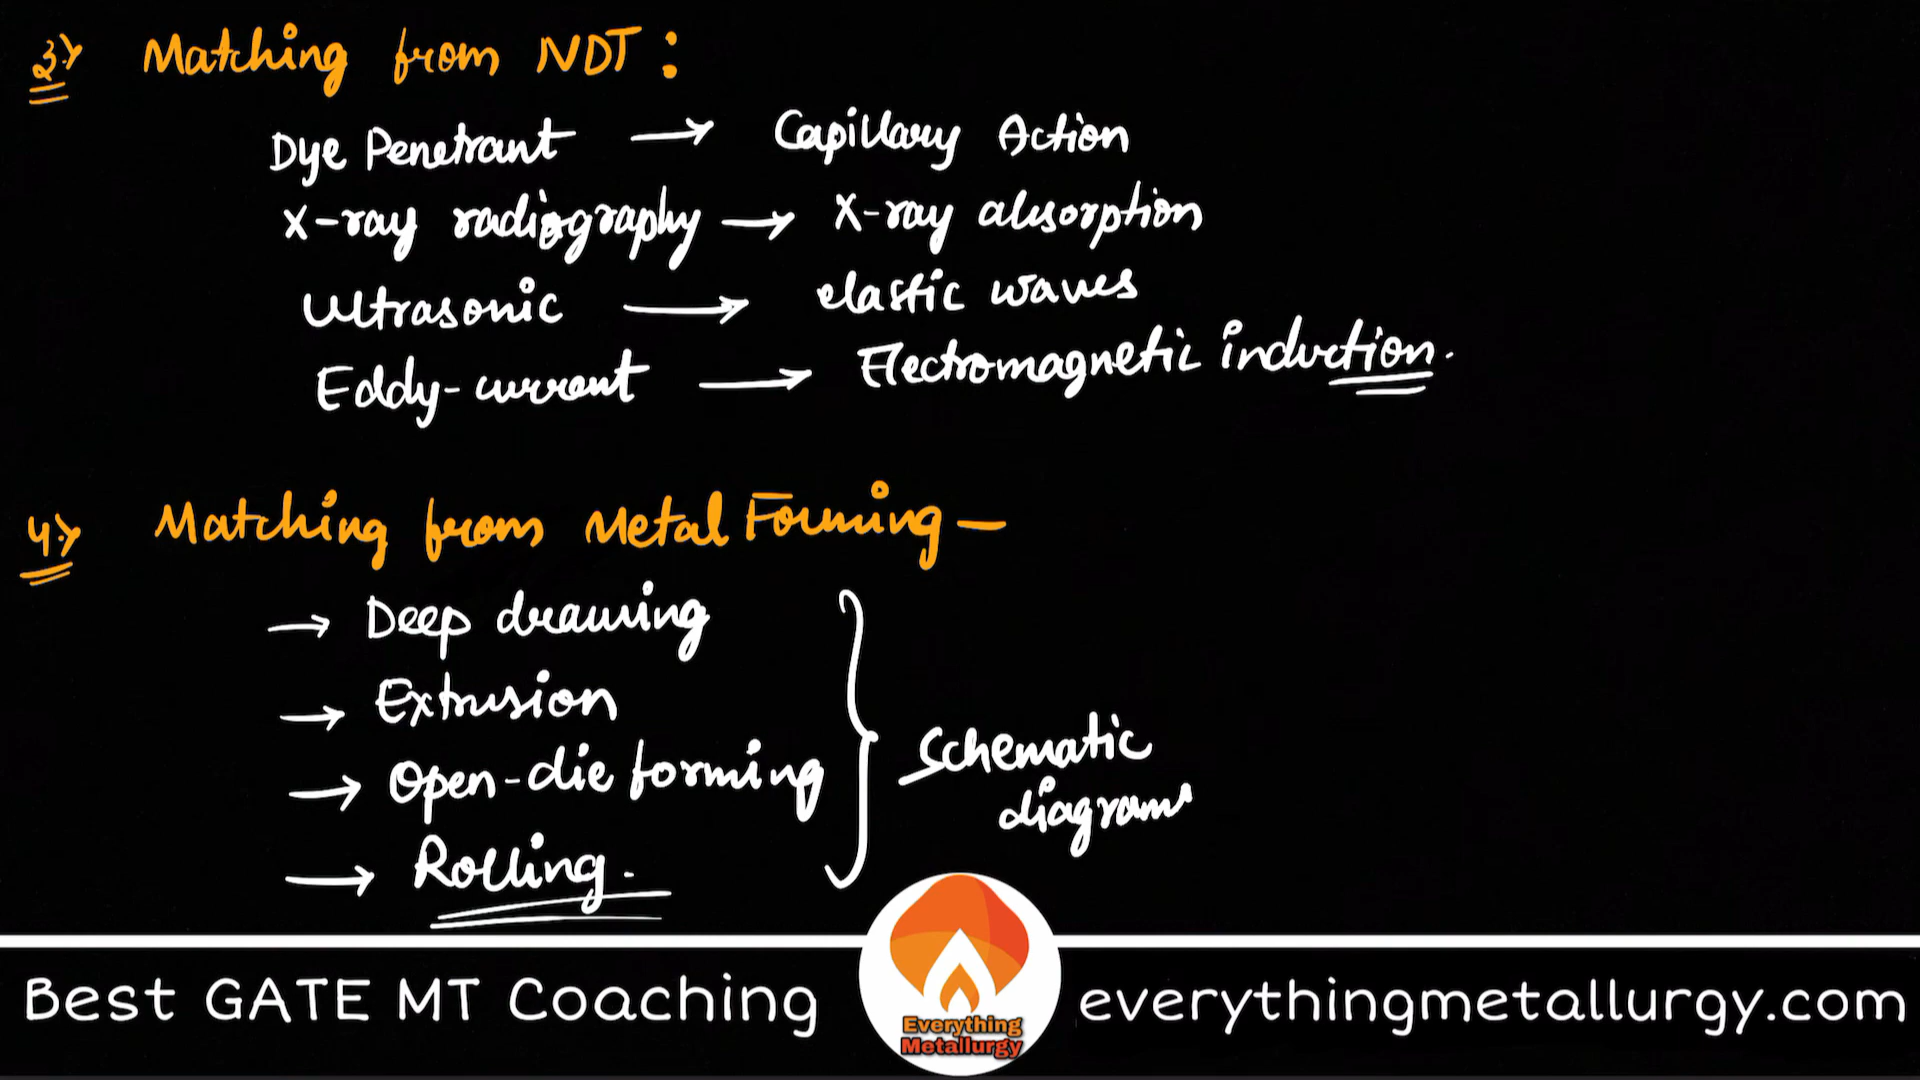 3.) Matching from NDT :
Dye Penetrant → Capillary Action
X-ray radiography → X-ray absorption
Ultrasonic → elastic waves
Eddy-current → Electromagnetic induction.
4.) Matching from Metal Forming —
→ Deep drawing
→ Extrusion
→ Open-die forming
→ Rolling.
Schematic
diagrams
Best GATE MT Coaching
Everything
Metallurgy
everythingmetallurgy.com